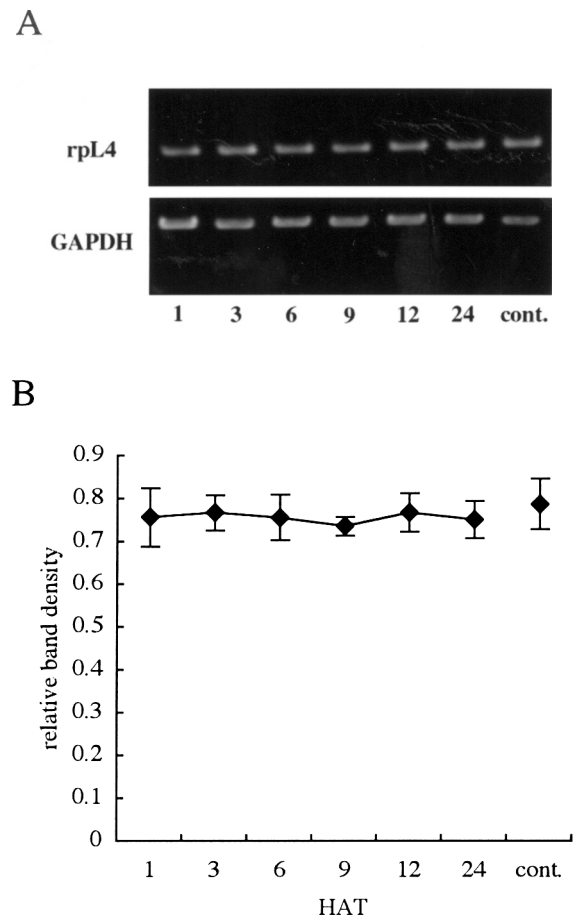 A
rpL4
GAPDH
1 3 6 9 12 24 cont.
B
0.9
0.8
0.7
0.6
0.5
0.4
0.3
0.2
0.1
0
relative band density
1 3 6 9 12 24 cont.
HAT